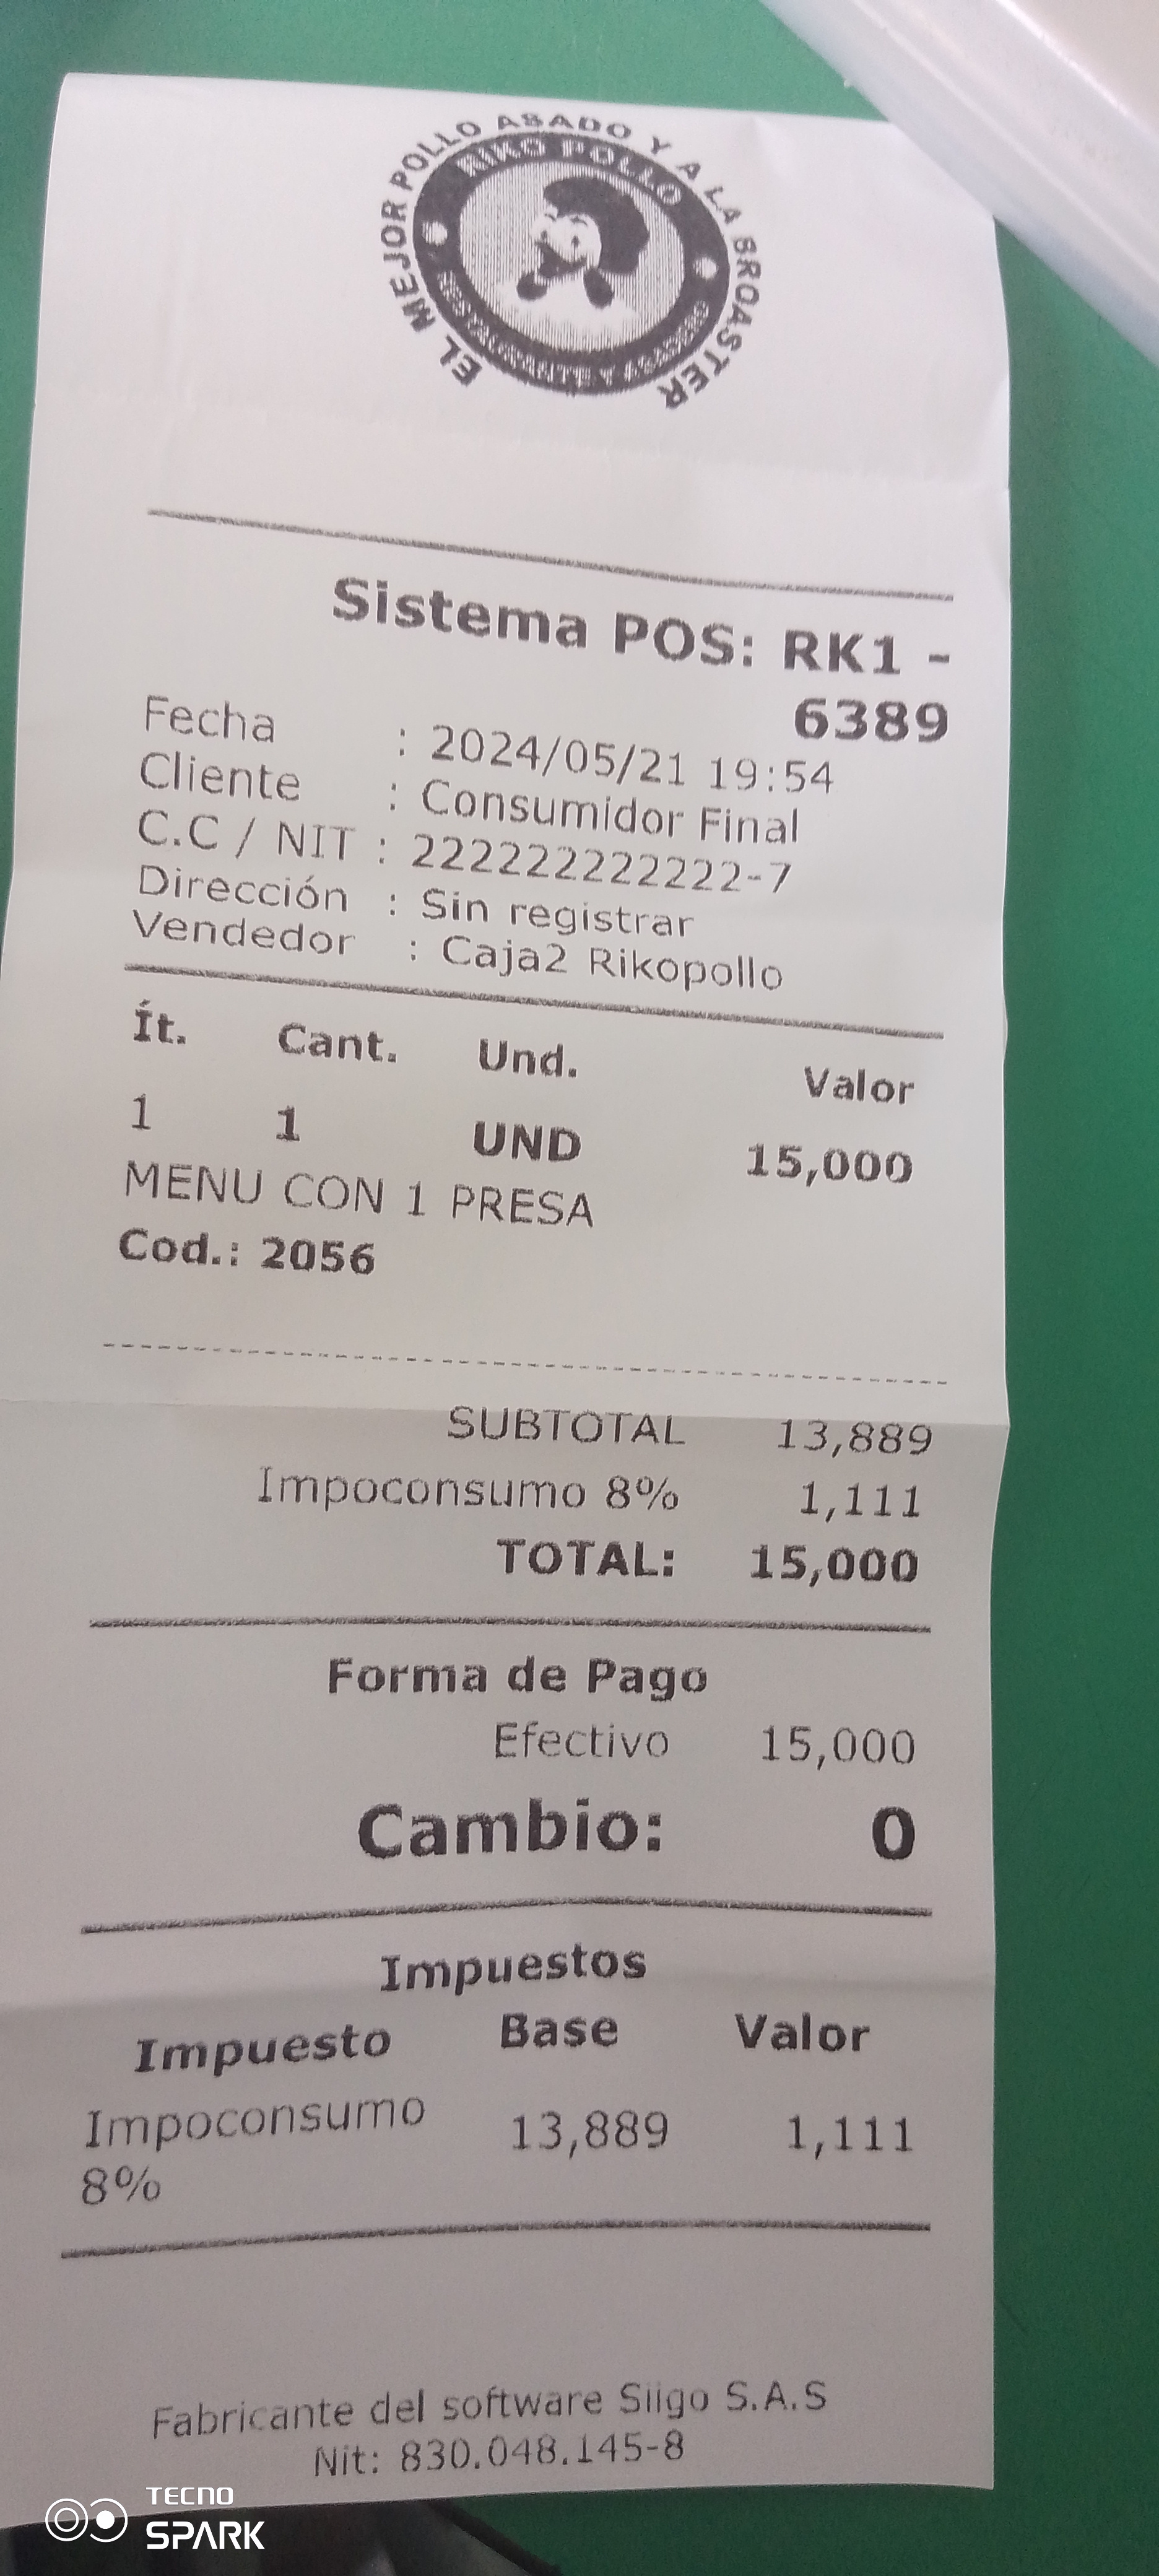 EL MEJOR POLLO ASADO Y A LA BROASTER
RIKO POLLO
Sistema POS: RK1 -
6389
Fecha : 2024/05/21 19:54
Cliente : Consumidor Final
C.C / NIT : 222222222222-7
Dirección : Sin registrar
Vendedor : Caja2 Rikopollo
Ít. Cant. Und. Valor
1 1 UND 15,000
MENU CON 1 PRESA
Cod.: 2056
SUBTOTAL 13,889
Impoconsumo 8% 1,111
TOTAL: 15,000
Forma de Pago
Efectivo 15,000
Cambio: 0
Impuestos
Impuesto Base Valor
Impoconsumo 13,889 1,111
8%
Fabricante del software Siigo S.A.S
Nit: 830.048.145-8
TECNO
SPARK